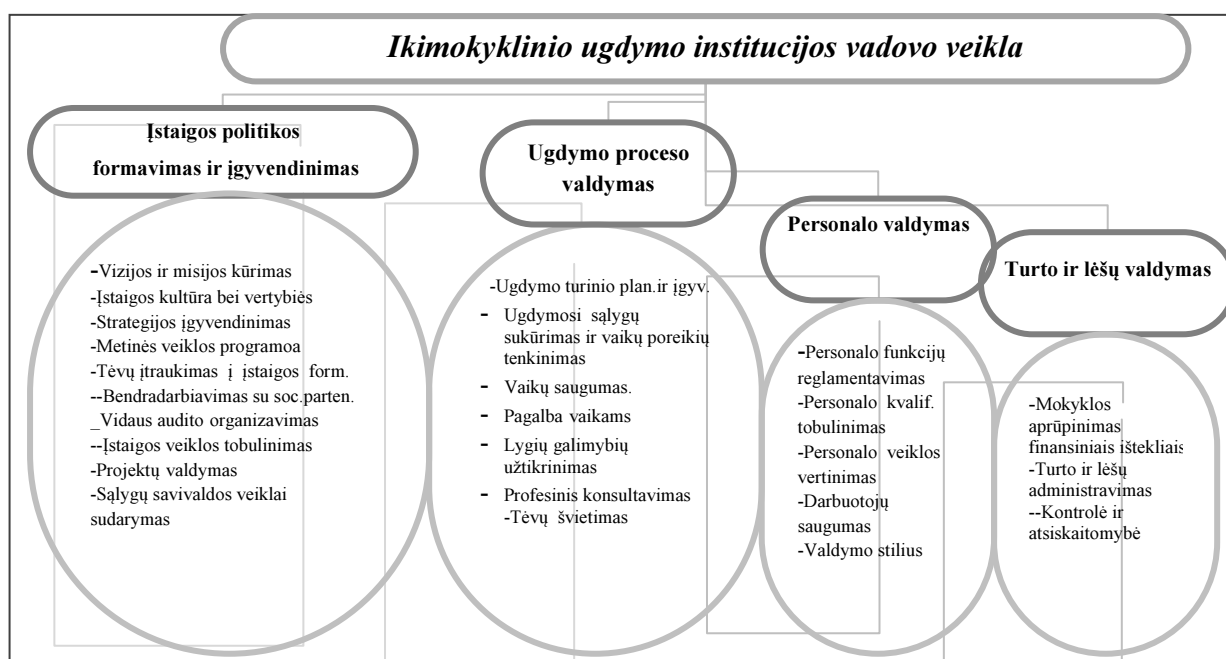 Ikimokyklinio ugdymo institucijos vadovo veikla
Įstaigos politikos
formavimas ir įgyvendinimas
-Vizijos ir misijos kūrimas
-Įstaigos kultūra bei vertybiės
-Strategijos įgyvendinimas
-Metinės veiklos programoa
-Tėvų įtraukimas į įstaigos form.
--Bendradarbiavimas su soc.parten.
_Vidaus audito organizavimas
--Įstaigos veiklos tobulinimas
-Projektų valdymas
-Sąlygų savivaldos veiklai
sudarymas
Ugdymo proceso
valdymas
-Ugdymo turinio plan.ir įgyv.
- Ugdymosi sąlygų
sukūrimas ir vaikų poreikių
tenkinimas
- Vaikų saugumas.
- Pagalba vaikams
- Lygių galimybių
užtikrinimas
- Profesinis konsultavimas
-Tėvų švietimas
Personalo valdymas
-Personalo funkcijų
reglamentavimas
-Personalo kvalif.
tobulinimas
-Personalo veiklos
vertinimas
-Darbuotojų
saugumas
-Valdymo stilius
Turto ir lėšų valdymas
-Mokyklos
aprūpinimas
finansiniais ištekliais
-Turto ir lėšų
administravimas
--Kontrolė ir
atsiskaitomybė